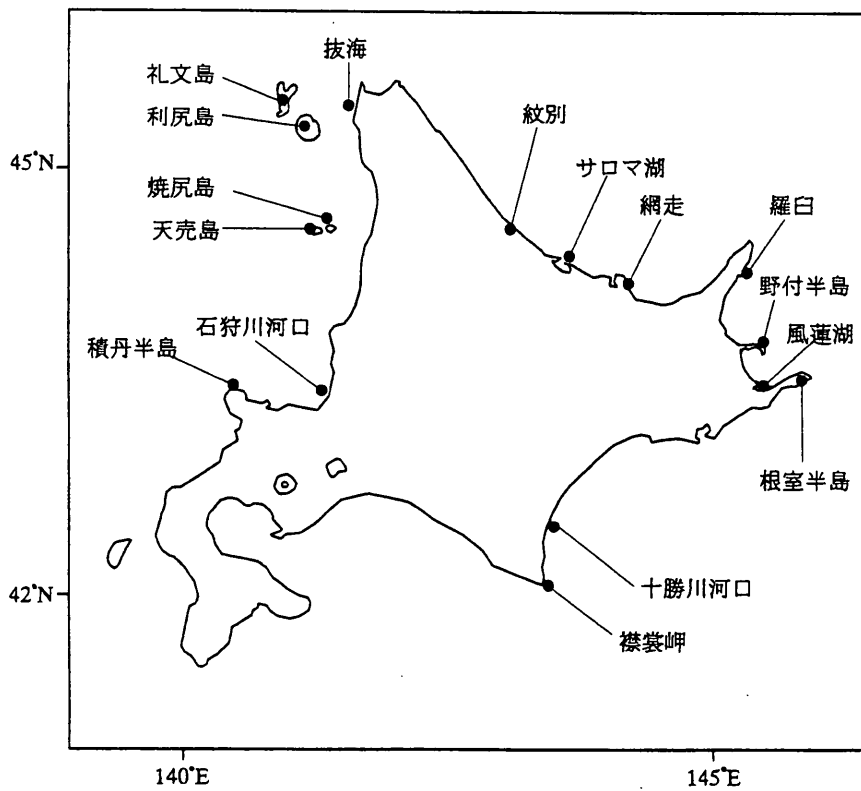 抜海
礼文島
利尻島
紋別
45°N
サロマ湖
焼尻島
網走
羅臼
天売島
野付半島
石狩川河口
風蓮湖
積丹半島
根室半島
42°N
十勝川河口
襟裳岬
140°E
145°E